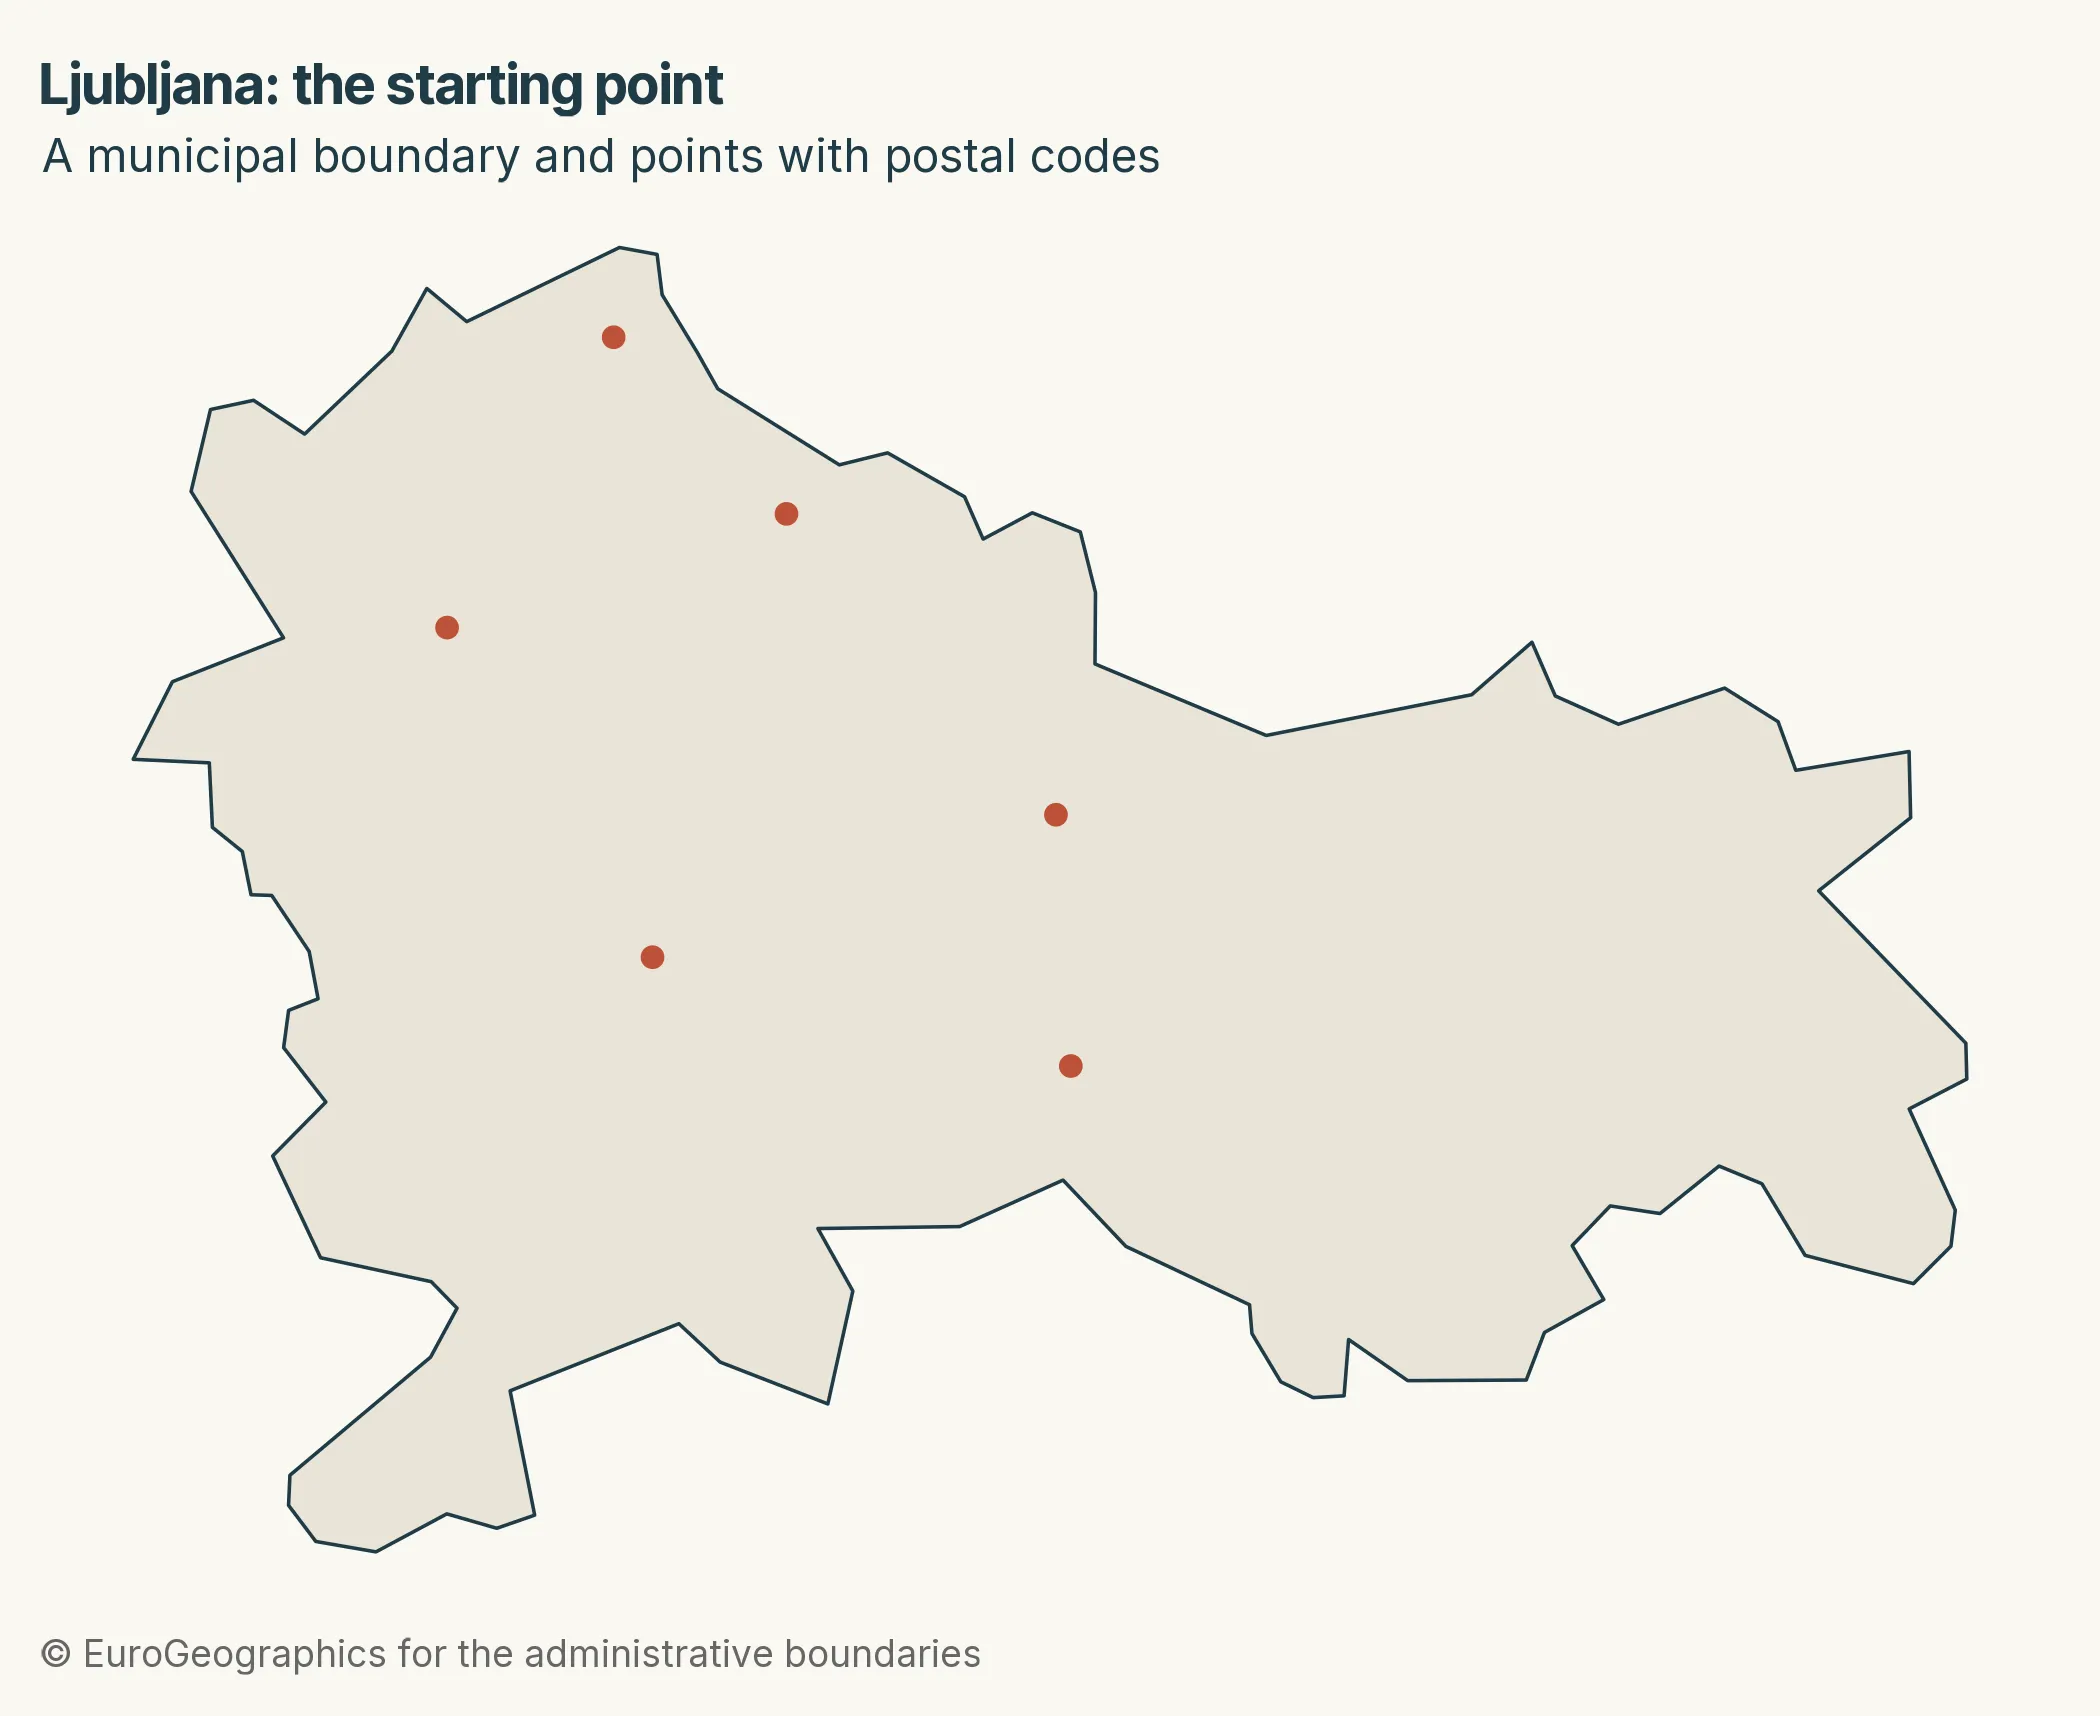 Ljubljana: the starting point
A municipal boundary and points with postal codes
© EuroGeographics for the administrative boundaries